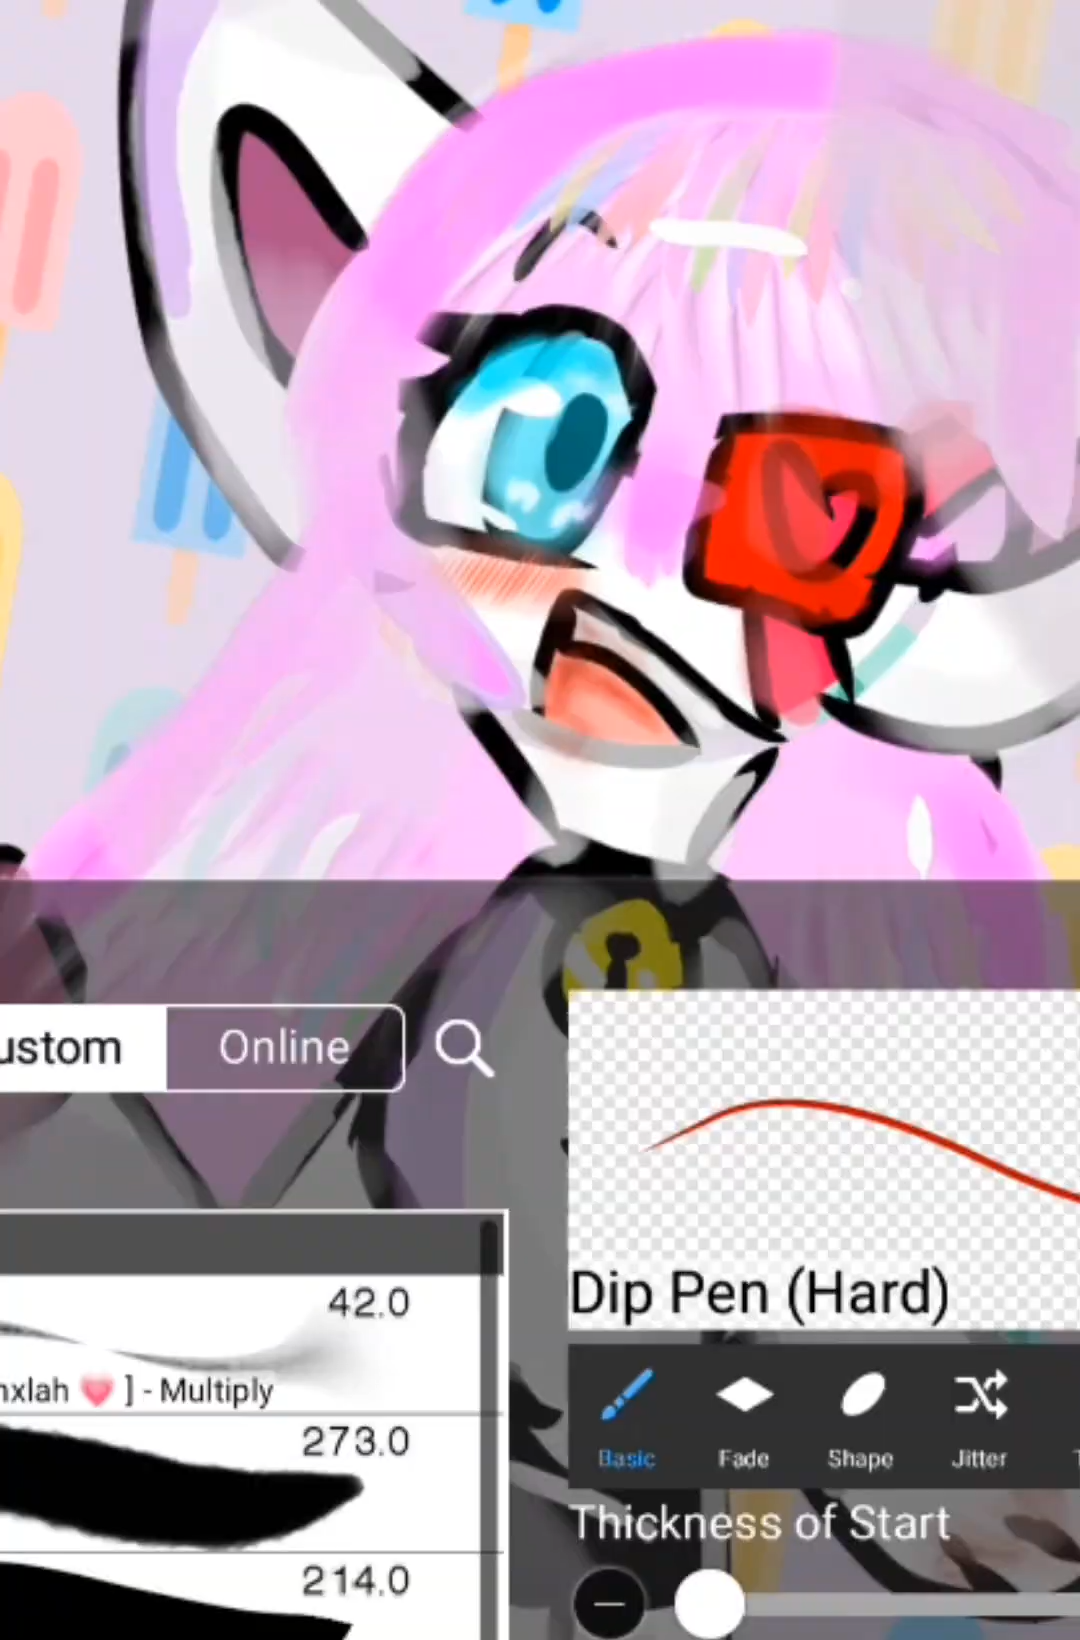 ustom
Online
42.0
nxlah 💗 ] - Multiply
273.0
214.0
Dip Pen (Hard)
Basic
Fade
Shape
Jitter
T
Thickness of Start